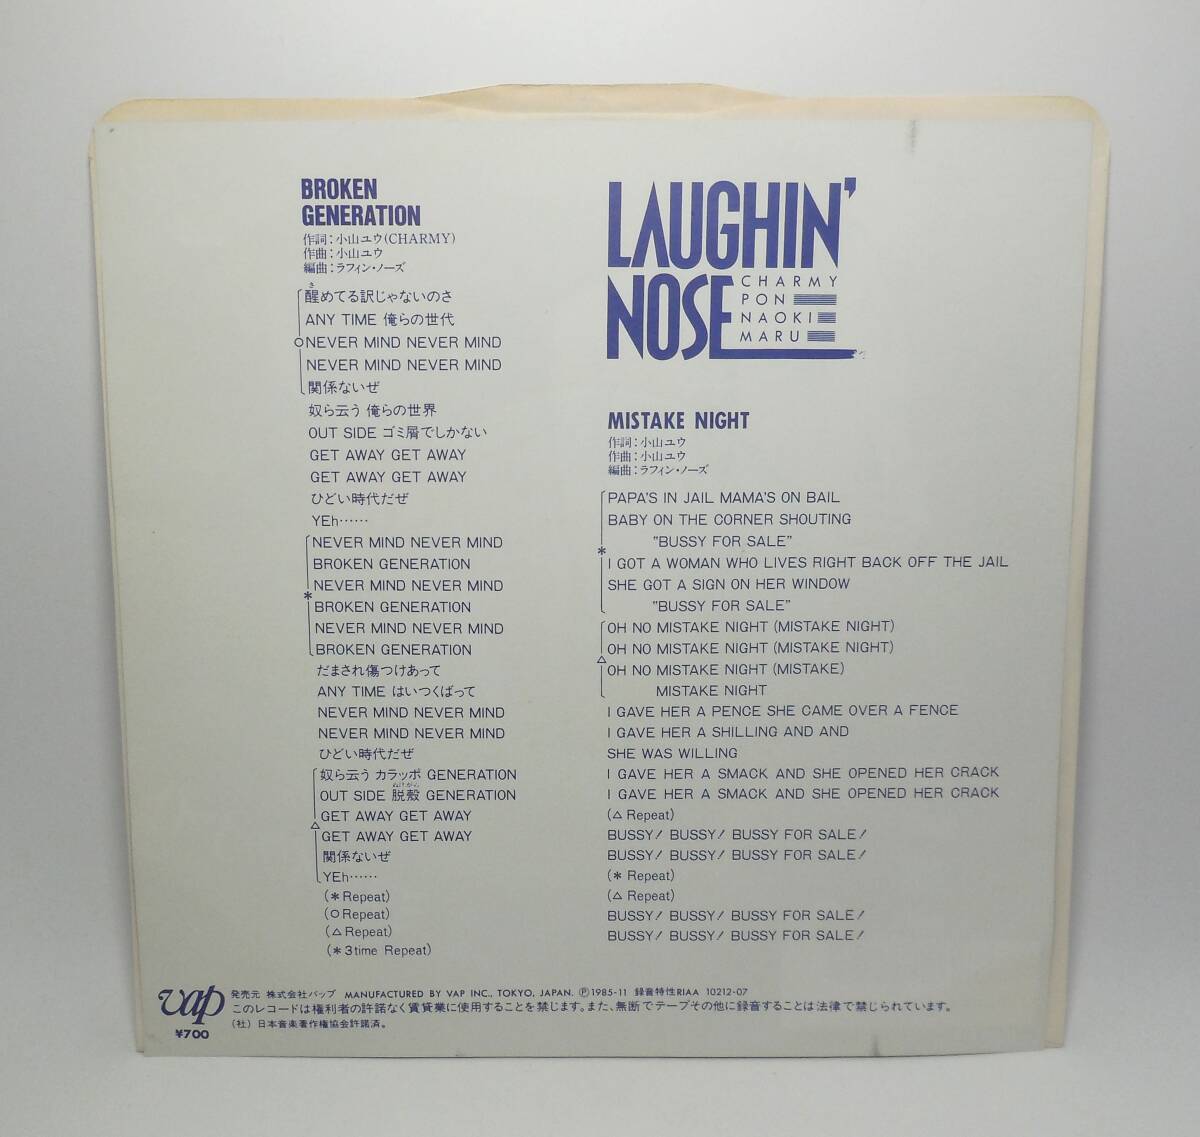 BROKEN
GENERATION
作詞：小山ユウ(CHARMY)
作曲：小山ユウ
編曲：ラフィン・ノーズ
さ
醒めてる訳じゃないのさ
ANY TIME 俺らの世代
○ NEVER MIND NEVER MIND
NEVER MIND NEVER MIND
関係ないぜ
奴ら云う 俺らの世界
OUT SIDE ゴミ屑でしかない
GET AWAY GET AWAY
GET AWAY GET AWAY
ひどい時代だぜ
YEh……
NEVER MIND NEVER MIND
BROKEN GENERATION
NEVER MIND NEVER MIND
* BROKEN GENERATION
NEVER MIND NEVER MIND
BROKEN GENERATION
だまされ傷つけあって
ANY TIME はいつくばって
NEVER MIND NEVER MIND
NEVER MIND NEVER MIND
ひどい時代だぜ
奴ら云う カラッポ GENERATION
ぬけがら
OUT SIDE 脱殻 GENERATION
GET AWAY GET AWAY
△ GET AWAY GET AWAY
関係ないぜ
YEh……
(* Repeat)
(○ Repeat)
(△ Repeat)
(* 3time Repeat)
LAUGHIN'
NOSE
CHARMY
PON
NAOKI
MARU
MISTAKE NIGHT
作詞：小山ユウ
作曲：小山ユウ
編曲：ラフィン・ノーズ
PAPA'S IN JAIL MAMA'S ON BAIL
BABY ON THE CORNER SHOUTING
"BUSSY FOR SALE"
* I GOT A WOMAN WHO LIVES RIGHT BACK OFF THE JAIL
SHE GOT A SIGN ON HER WINDOW
"BUSSY FOR SALE"
OH NO MISTAKE NIGHT (MISTAKE NIGHT)
OH NO MISTAKE NIGHT (MISTAKE NIGHT)
△ OH NO MISTAKE NIGHT (MISTAKE)
MISTAKE NIGHT
I GAVE HER A PENCE SHE CAME OVER A FENCE
I GAVE HER A SHILLING AND AND
SHE WAS WILLING
I GAVE HER A SMACK AND SHE OPENED HER CRACK
I GAVE HER A SMACK AND SHE OPENED HER CRACK
(△ Repeat)
BUSSY! BUSSY! BUSSY FOR SALE!
BUSSY! BUSSY! BUSSY FOR SALE!
(* Repeat)
(△ Repeat)
BUSSY! BUSSY! BUSSY FOR SALE!
BUSSY! BUSSY! BUSSY FOR SALE!
vap
¥700
発売元 株式会社バップ MANUFACTURED BY VAP INC., TOKYO, JAPAN. Ⓟ1985-11 録音特性RIAA 10212-07
このレコードは権利者の許諾なく賃貸業に使用することを禁じます。また、無断でテープその他に録音することは法律で禁じられています。
(社) 日本音楽著作権協会許諾済。